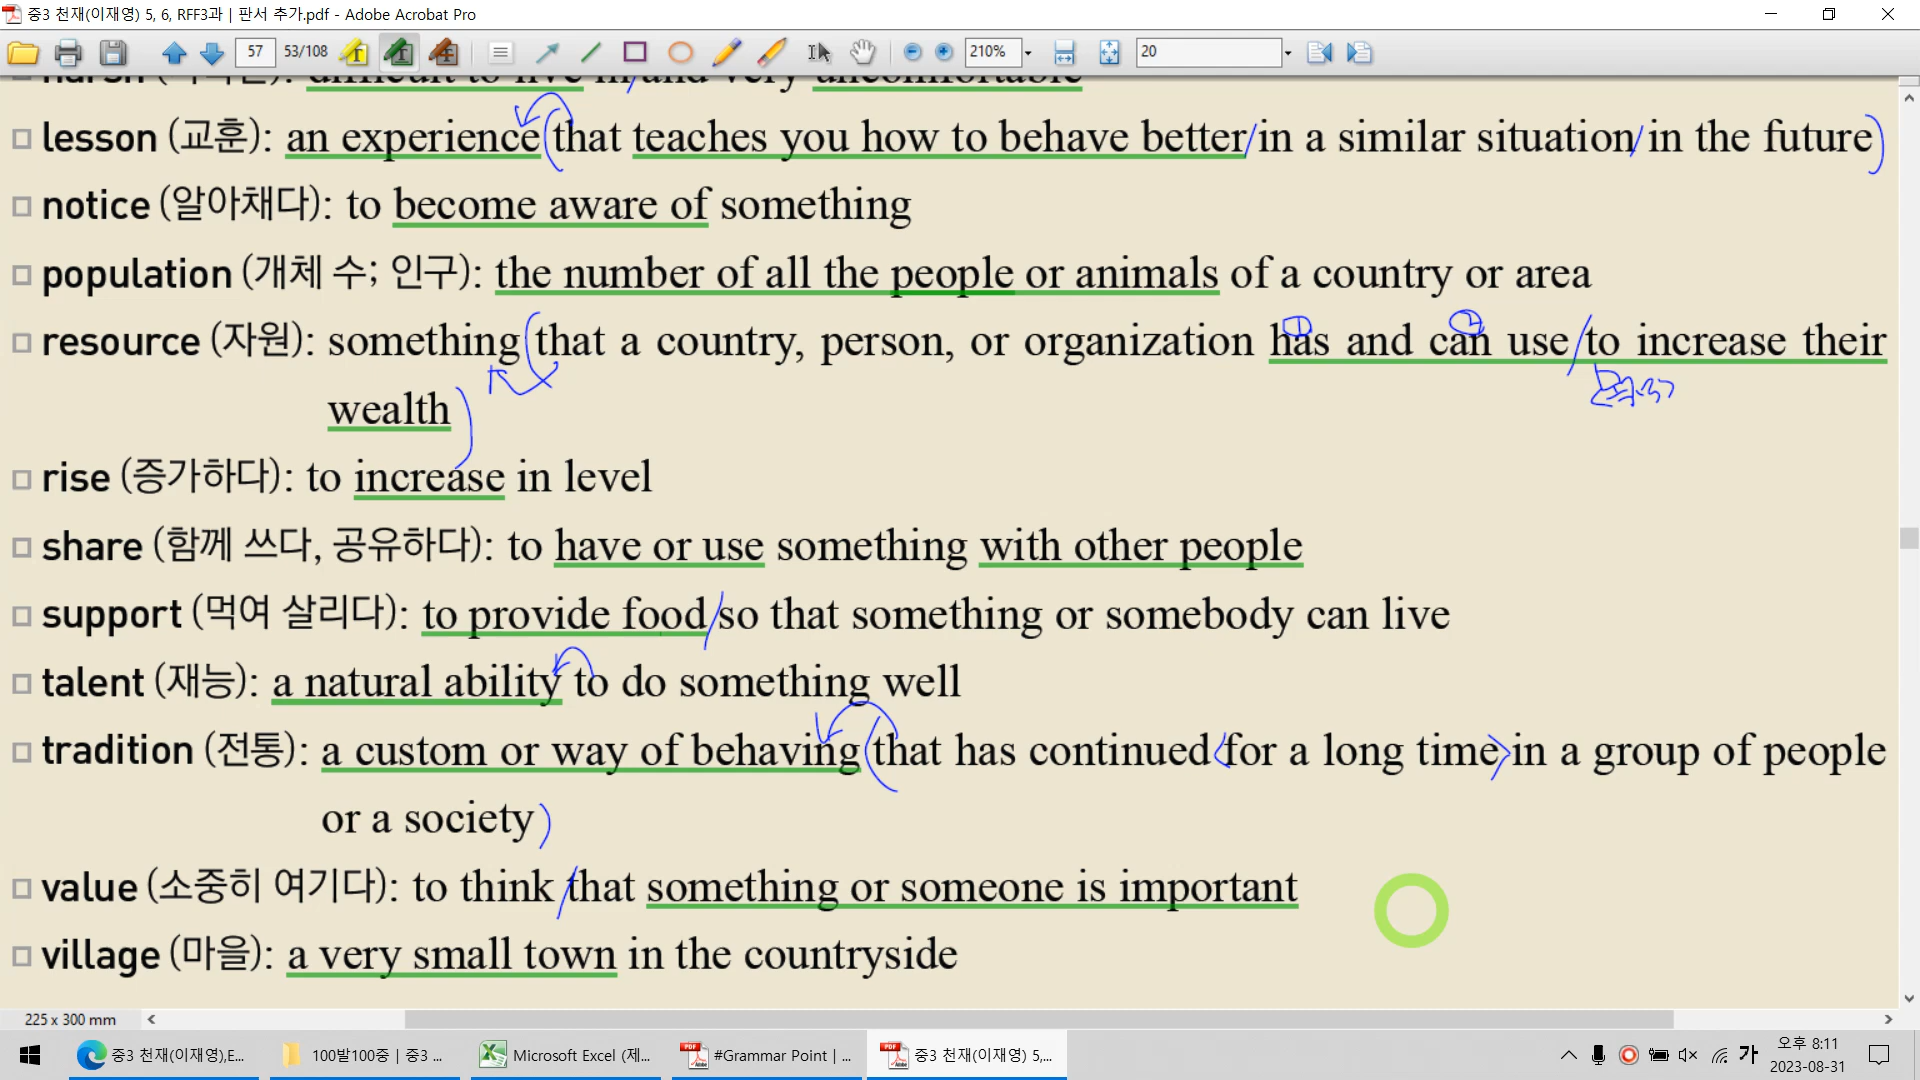 중3 천재(이재영) 5, 6, RFF3과 | 판서 추가.pdf - Adobe Acrobat Pro
57 53/108 210% 20
difficult to live in and very uncomfortable
lesson (교훈): an experience that teaches you how to behave better in a similar situation in the future
notice (알아채다): to become aware of something
population (개체 수; 인구): the number of all the people or animals of a country or area
① ②
resource (자원): something that a country, person, or organization has and can use to increase their
wealth
rise (증가하다): to increase in level
share (함께 쓰다, 공유하다): to have or use something with other people
support (먹여 살리다): to provide food so that something or somebody can live
talent (재능): a natural ability to do something well
tradition (전통): a custom or way of behaving that has continued for a long time in a group of people
or a society
value (소중히 여기다): to think that something or someone is important
village (마을): a very small town in the countryside
225 x 300 mm
중3 천재(이재영),E... 100발100중 | 중3 ... Microsoft Excel (제... #Grammar Point | ... 중3 천재(이재영) 5,... 가 오후 8:11
2023-08-31